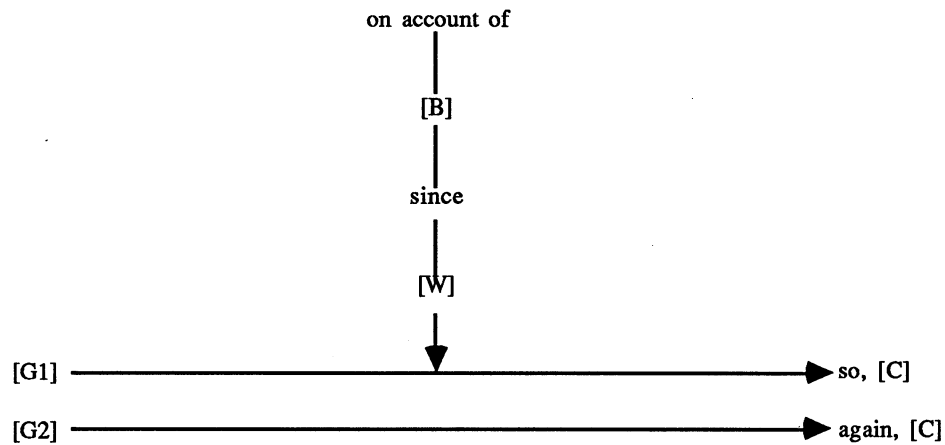 on account of
[B]
since
[W]
[G1] so, [C]
[G2] again, [C]